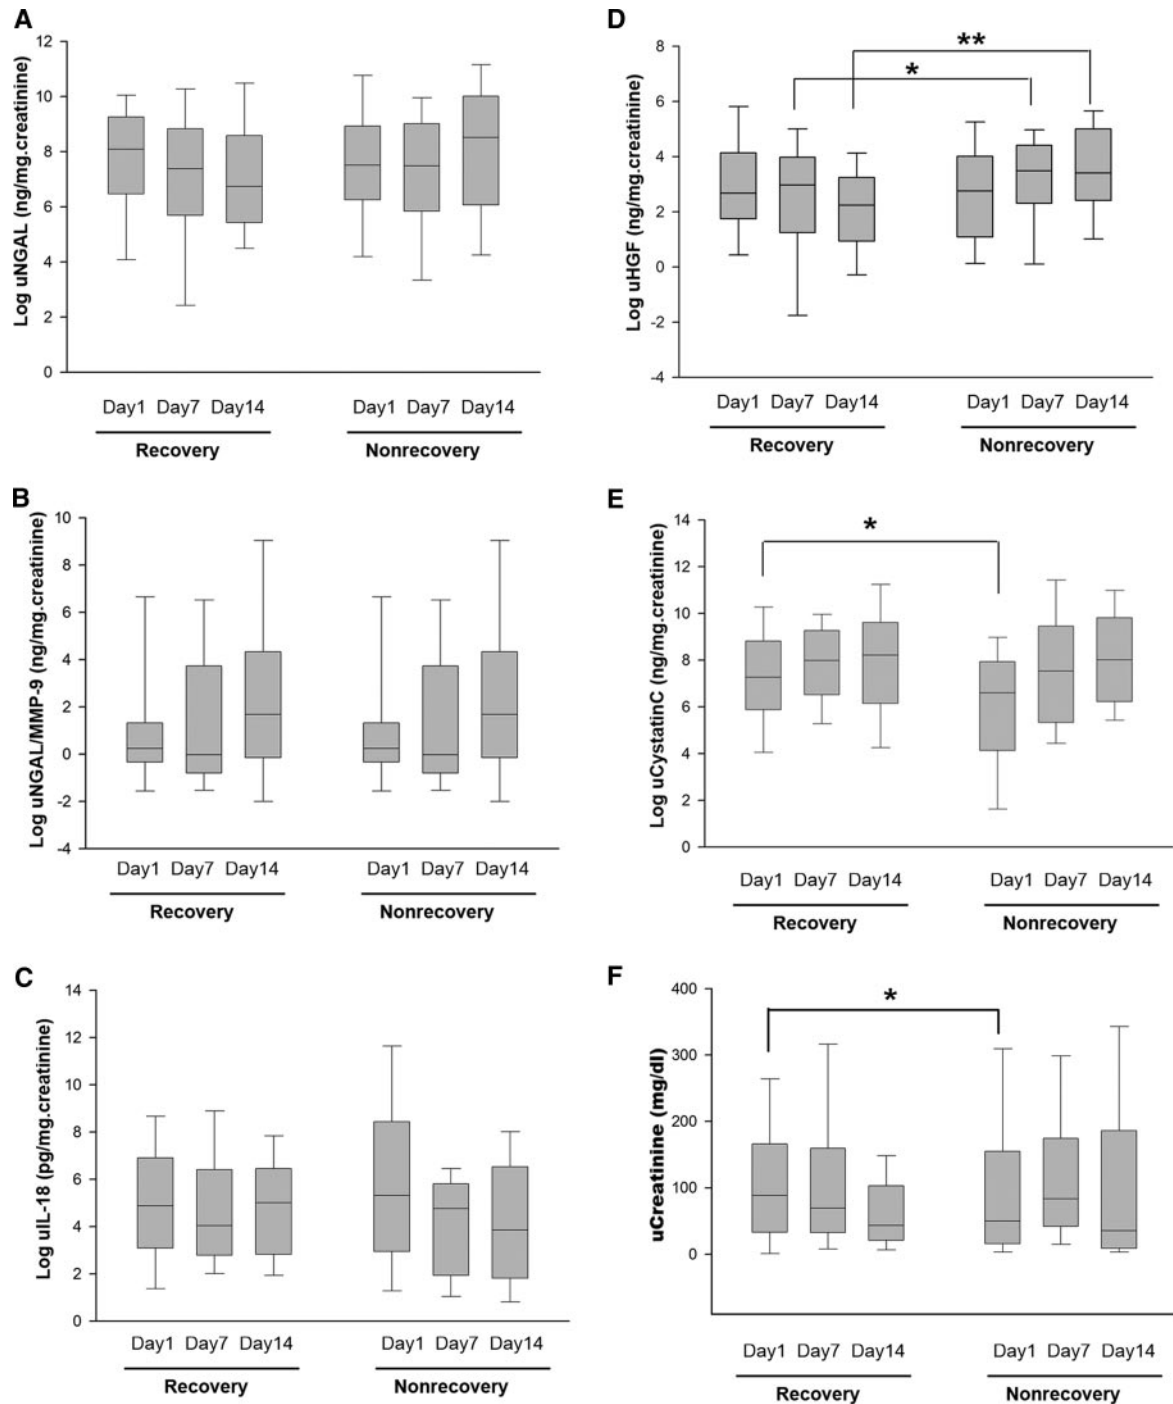 A
Log uNGAL (ng/mg.creatinine)
12
10
8
6
4
2
0
Day1 Day7 Day14 Day1 Day7 Day14
Recovery Nonrecovery
B
Log uNGAL/MMP-9 (ng/mg.creatinine)
10
6
4
2
0
-2
-4
Day1 Day7 Day14 Day1 Day7 Day14
Recovery Nonrecovery
C
Log uIL-18 (pg/mg.creatinine)
14
12
10
8
6
4
2
0
Day1 Day7 Day14 Day1 Day7 Day14
Recovery Nonrecovery
D
Log uHGF (ng/mg.creatinine)
**
*
8
6
4
2
0
-2
-4
Day1 Day7 Day14 Day1 Day7 Day14
Recovery Nonrecovery
E
Log uCystatinC (ng/mg.creatinine)
*
14
12
10
8
6
4
2
0
Day1 Day7 Day14 Day1 Day7 Day14
Recovery Nonrecovery
F
uCreatinine (mg/dl)
*
400
300
200
100
0
Day1 Day7 Day14 Day1 Day7 Day14
Recovery Nonrecovery